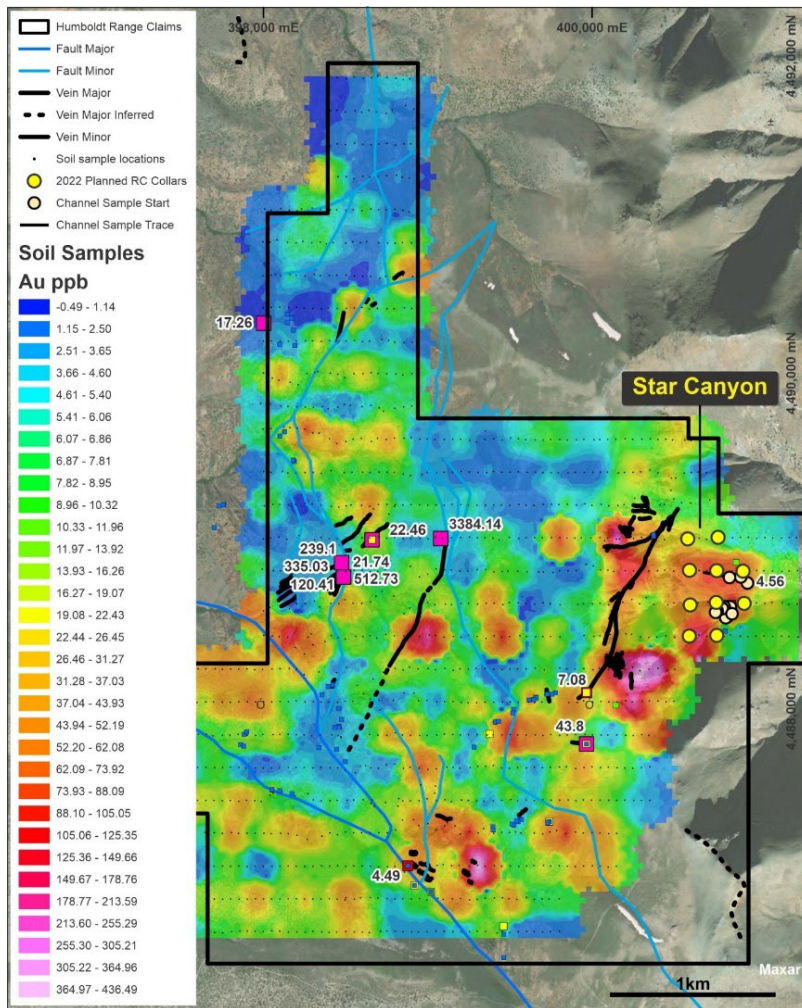 Humboldt Range Claims
Fault Major
Fault Minor
Vein Major
Vein Major Inferred
Vein Minor
Soil sample locations
2022 Planned RC Collars
Channel Sample Start
Channel Sample Trace
Soil Samples
Au ppb
-0.49 - 1.14
1.15 - 2.50
2.51 - 3.65
3.66 - 4.60
4.61 - 5.40
5.41 - 6.06
6.07 - 6.86
6.87 - 7.81
7.82 - 8.95
8.96 - 10.32
10.33 - 11.96
11.97 - 13.92
13.93 - 16.26
16.27 - 19.07
19.08 - 22.43
22.44 - 26.45
26.46 - 31.27
31.28 - 37.03
37.04 - 43.93
43.94 - 52.19
52.20 - 62.08
62.09 - 73.92
73.93 - 88.09
88.10 - 105.05
105.06 - 125.35
125.36 - 149.66
149.67 - 178.76
178.77 - 213.59
213.60 - 255.29
255.30 - 305.21
305.22 - 364.96
364.97 - 436.49
398,000 mE
400,000 mE
4,492,000 mN
17.26
4,490,000 mN
Star Canyon
3384.14
22.46
239.1
335.03
21.74
120.41
512.73
4.56
7.08
4,488,000 mN
43.8
4.49
Maxar
1km